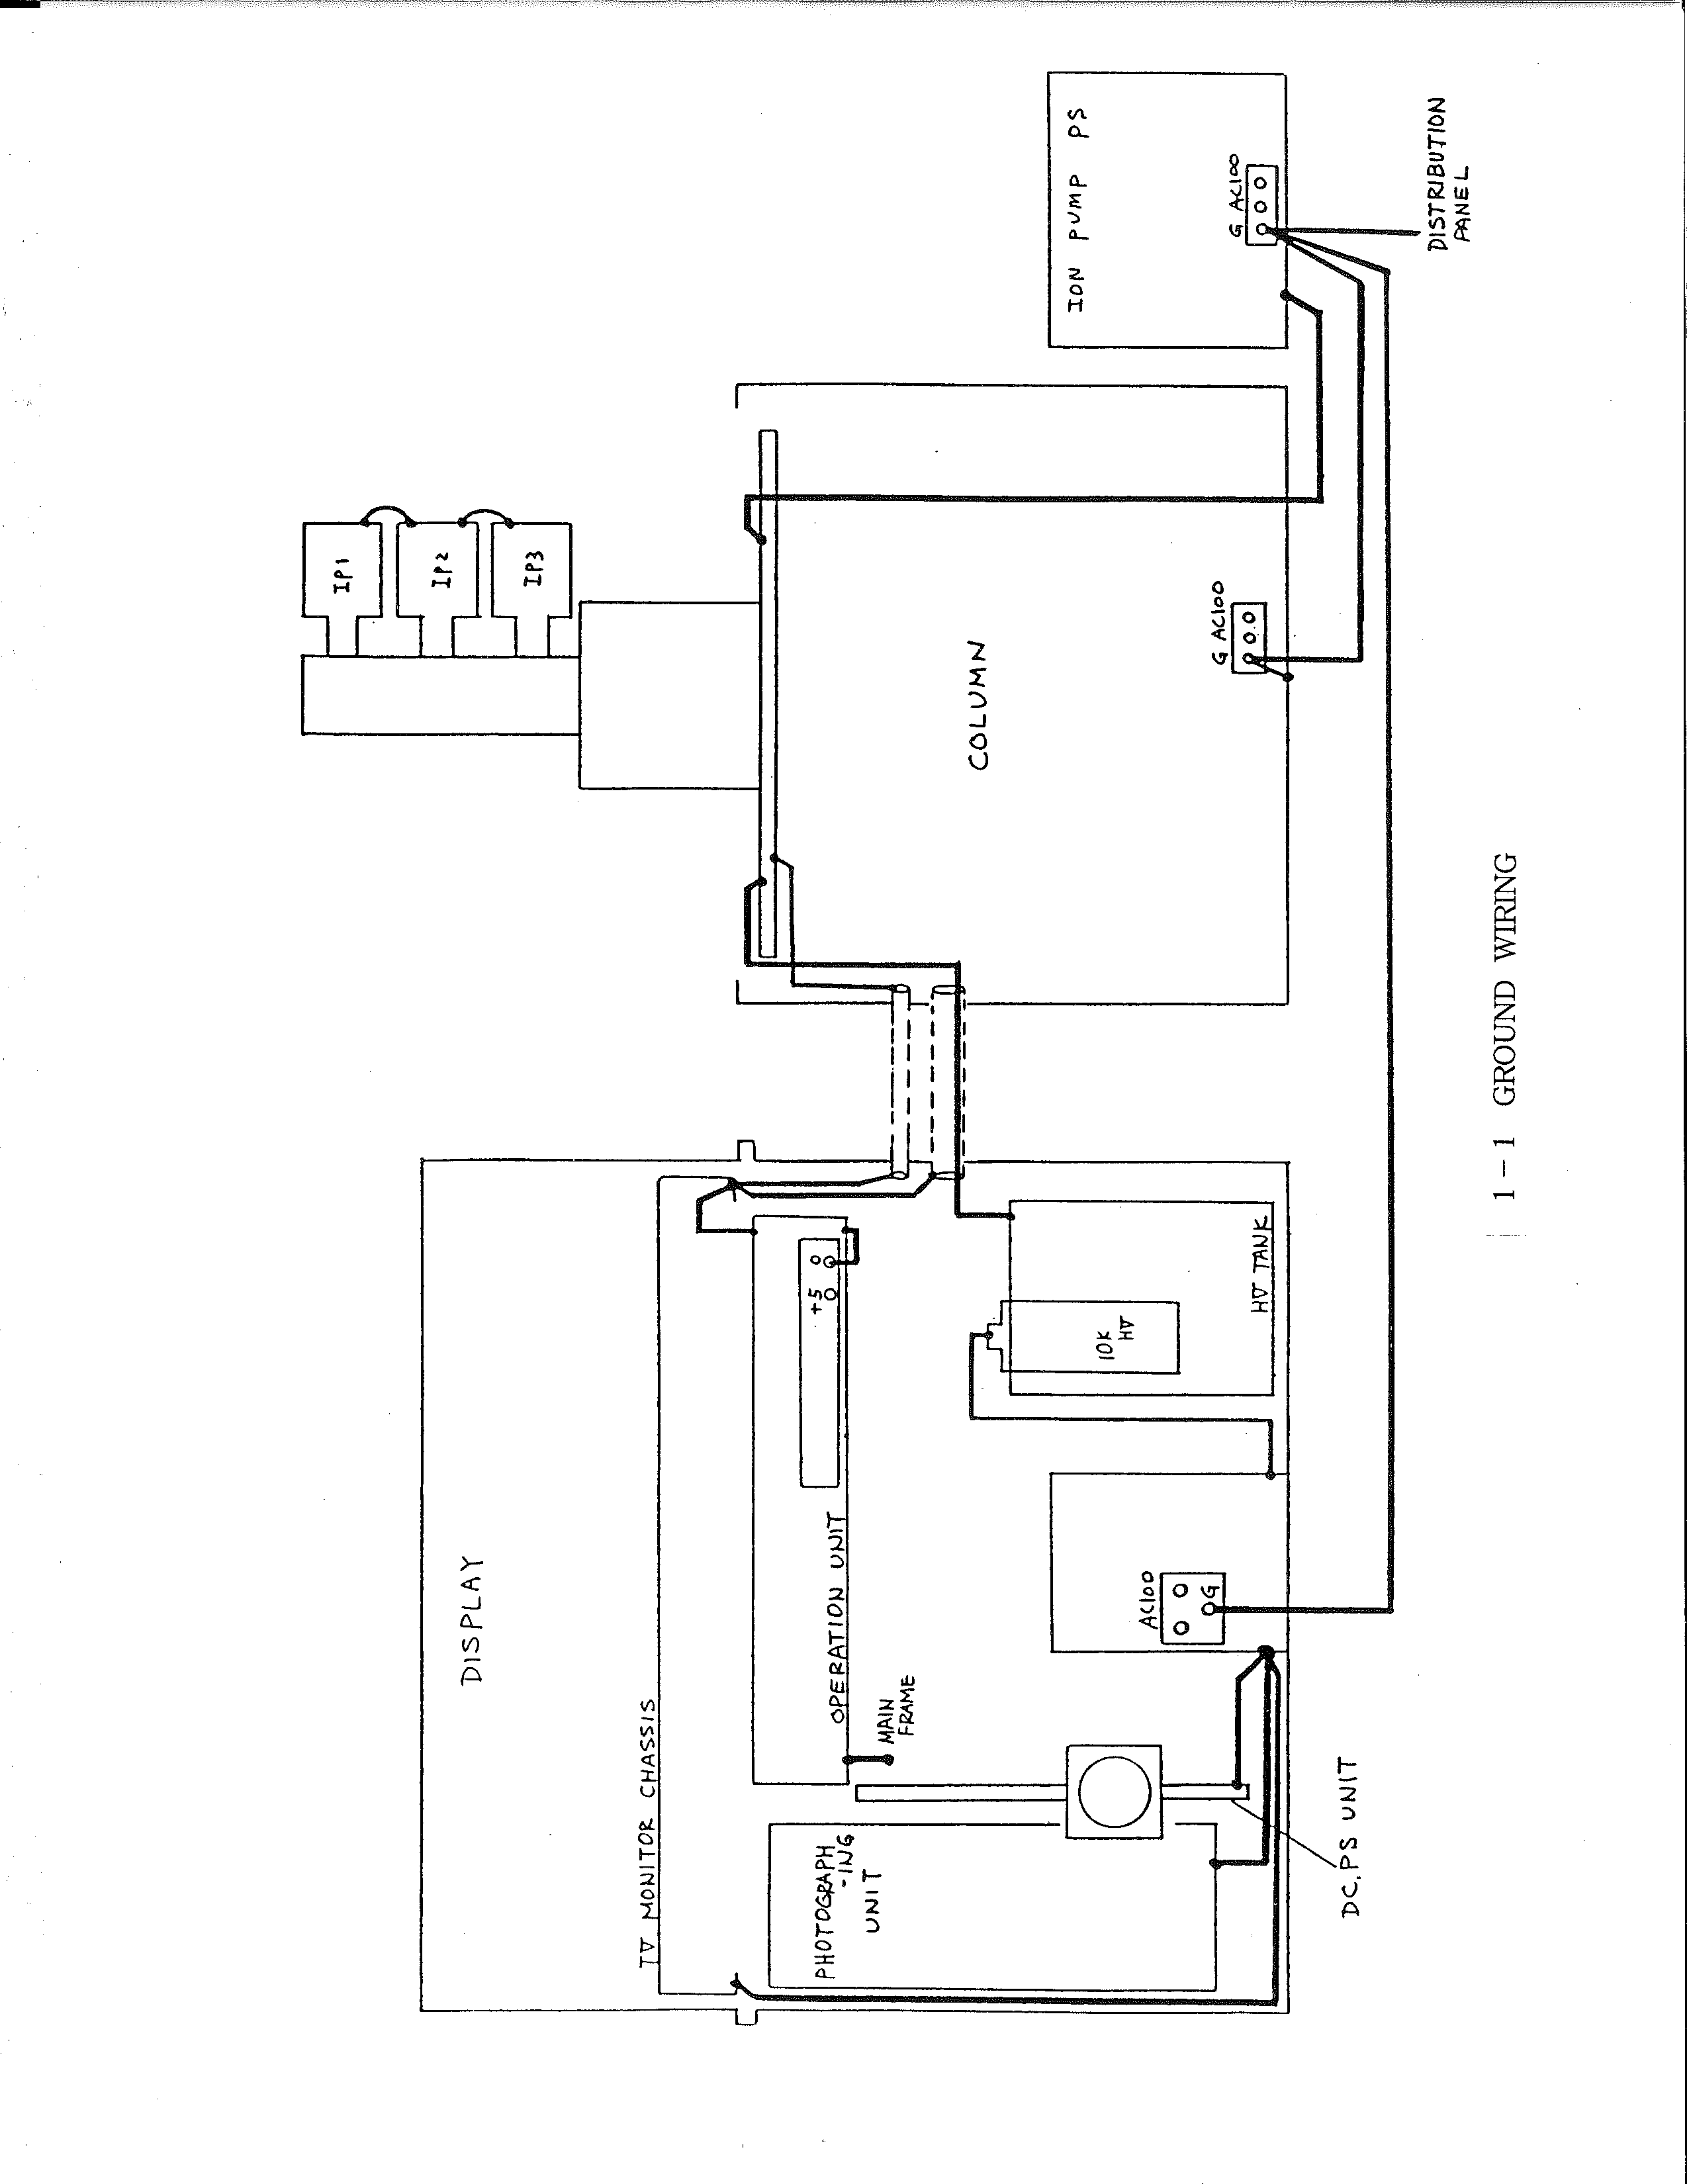 DISPLAY
TV MONITOR CHASSIS
PHOTOGRAPH
-ING
UNIT
OPERATION UNIT
+5 0
MAIN
FRAME
AC100
G
10K
HV
HV TANK
DC.PS UNIT
IP1
IP2
IP3
COLUMN
G AC100
ION PUMP PS
G AC100
DISTRIBUTION
PANEL
1-1 GROUND WIRING